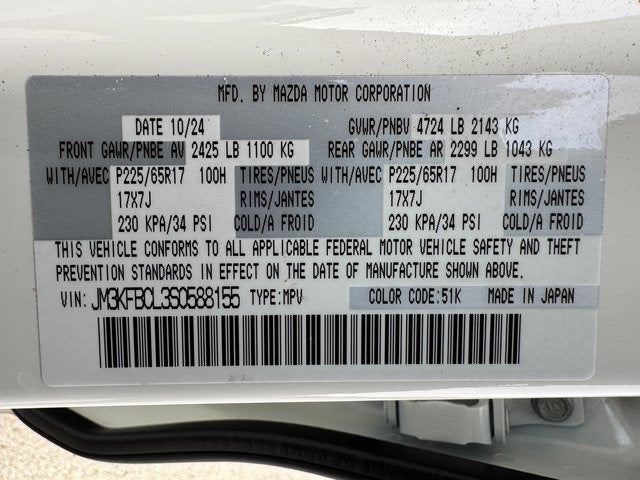 MFD. BY MAZDA MOTOR CORPORATION
DATE 10/24 GVWR/PNBV 4724 LB 2143 KG
FRONT GAWR/PNBE AV 2425 LB 1100 KG REAR GAWR/PNBE AR 2299 LB 1043 KG
WITH/AVEC P225/65R17 100H TIRES/PNEUS WITH/AVEC P225/65R17 100H TIRES/PNEUS
17X7J RIMS/JANTES 17X7J RIMS/JANTES
230 KPA/34 PSI COLD/A FROID 230 KPA/34 PSI COLD/A FROID
THIS VEHICLE CONFORMS TO ALL APPLICABLE FEDERAL MOTOR VEHICLE SAFETY AND THEFT
PREVENTION STANDARDS IN EFFECT ON THE DATE OF MANUFACTURE SHOWN ABOVE.
VIN: JM3KFBCL3S0588155 TYPE:MPV COLOR CODE:51K MADE IN JAPAN